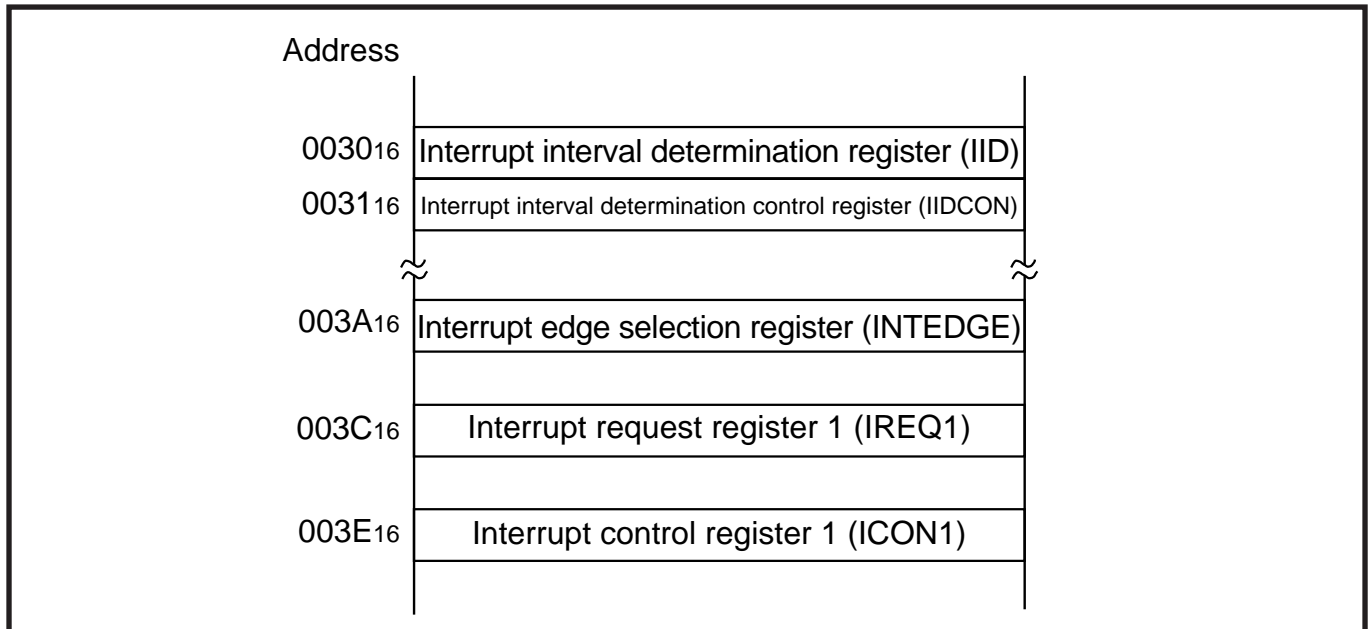 Address
003016 Interrupt interval determination register (IID)
003116 Interrupt interval determination control register (IIDCON)
003A16 Interrupt edge selection register (INTEDGE)
003C16 Interrupt request register 1 (IREQ1)
003E16 Interrupt control register 1 (ICON1)